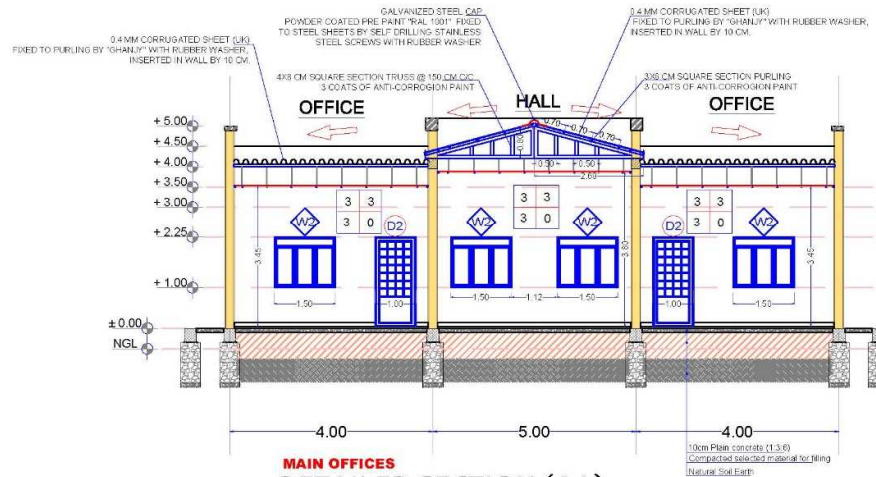 GALVANIZED STEEL CAP
POWDER COATED PRE PAINT "RAL 1001" FIXED
TO STEEL SHEETS BY SELF DRILLING STAINLESS
STEEL SCREWS WITH RUBBER WASHER
0.4 MM CORRUGATED SHEET (UK)
FIXED TO PURLING BY "GHANJY" WITH RUBBER WASHER,
INSERTED IN WALL BY 10 CM.
0.4 MM CORRUGATED SHEET (UK)
FIXED TO PURLING BY "GHANJY" WITH RUBBER WASHER,
INSERTED IN WALL BY 10 CM.
4X8 CM SQUARE SECTION TRUSS @ 150 CM C/C
3 COATS OF ANTI-CORROGION PAINT
3X6 CM SQUARE SECTION PURLING
3 COATS OF ANTI-CORROGION PAINT
OFFICE
HALL
OFFICE
+ 5.00
+ 4.50
+ 4.00
+ 3.50
+ 3.00
+ 2.25
+ 1.00
± 0.00
NGL
0.70
0.70
0.70
0.80
0.50
0.50
2.60
3 3
3 0
3 3
3 0
3 3
3 0
W2
D2
W2
W2
D2
W2
3.45
3.80
3.45
1.50
1.00
1.50
1.12
1.50
1.00
1.50
4.00
5.00
4.00
10cm Plain concrete (1:3:6)
Compacted selected material for filling
Natural Soil Earth
MAIN OFFICES